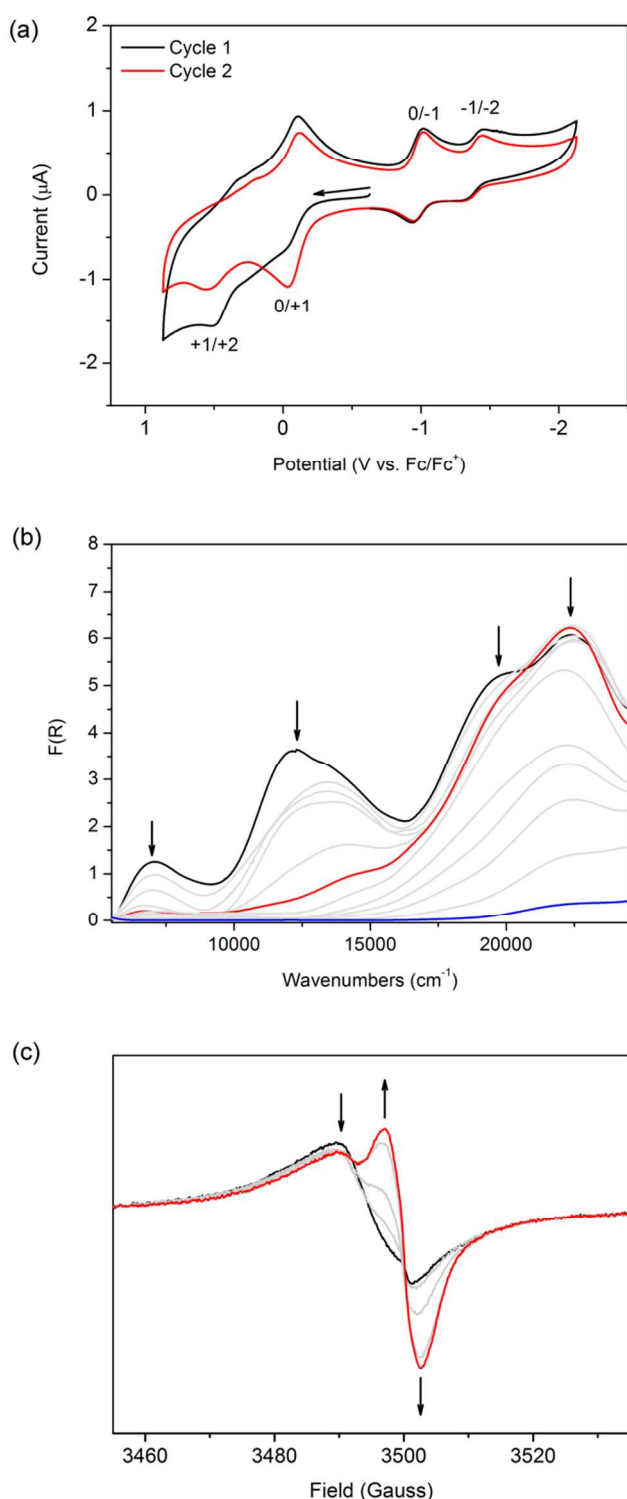 (a)
Cycle 1
Cycle 2
0/-1
-1/-2
0/+1
+1/+2
2
1
0
-1
-2
Current (μA)
1
0
-1
-2
Potential (V vs. Fc/Fc⁺)
(b)
8
7
6
5
4
3
2
1
0
F(R)
10000
15000
20000
Wavenumbers (cm⁻¹)
(c)
3460
3480
3500
3520
Field (Gauss)